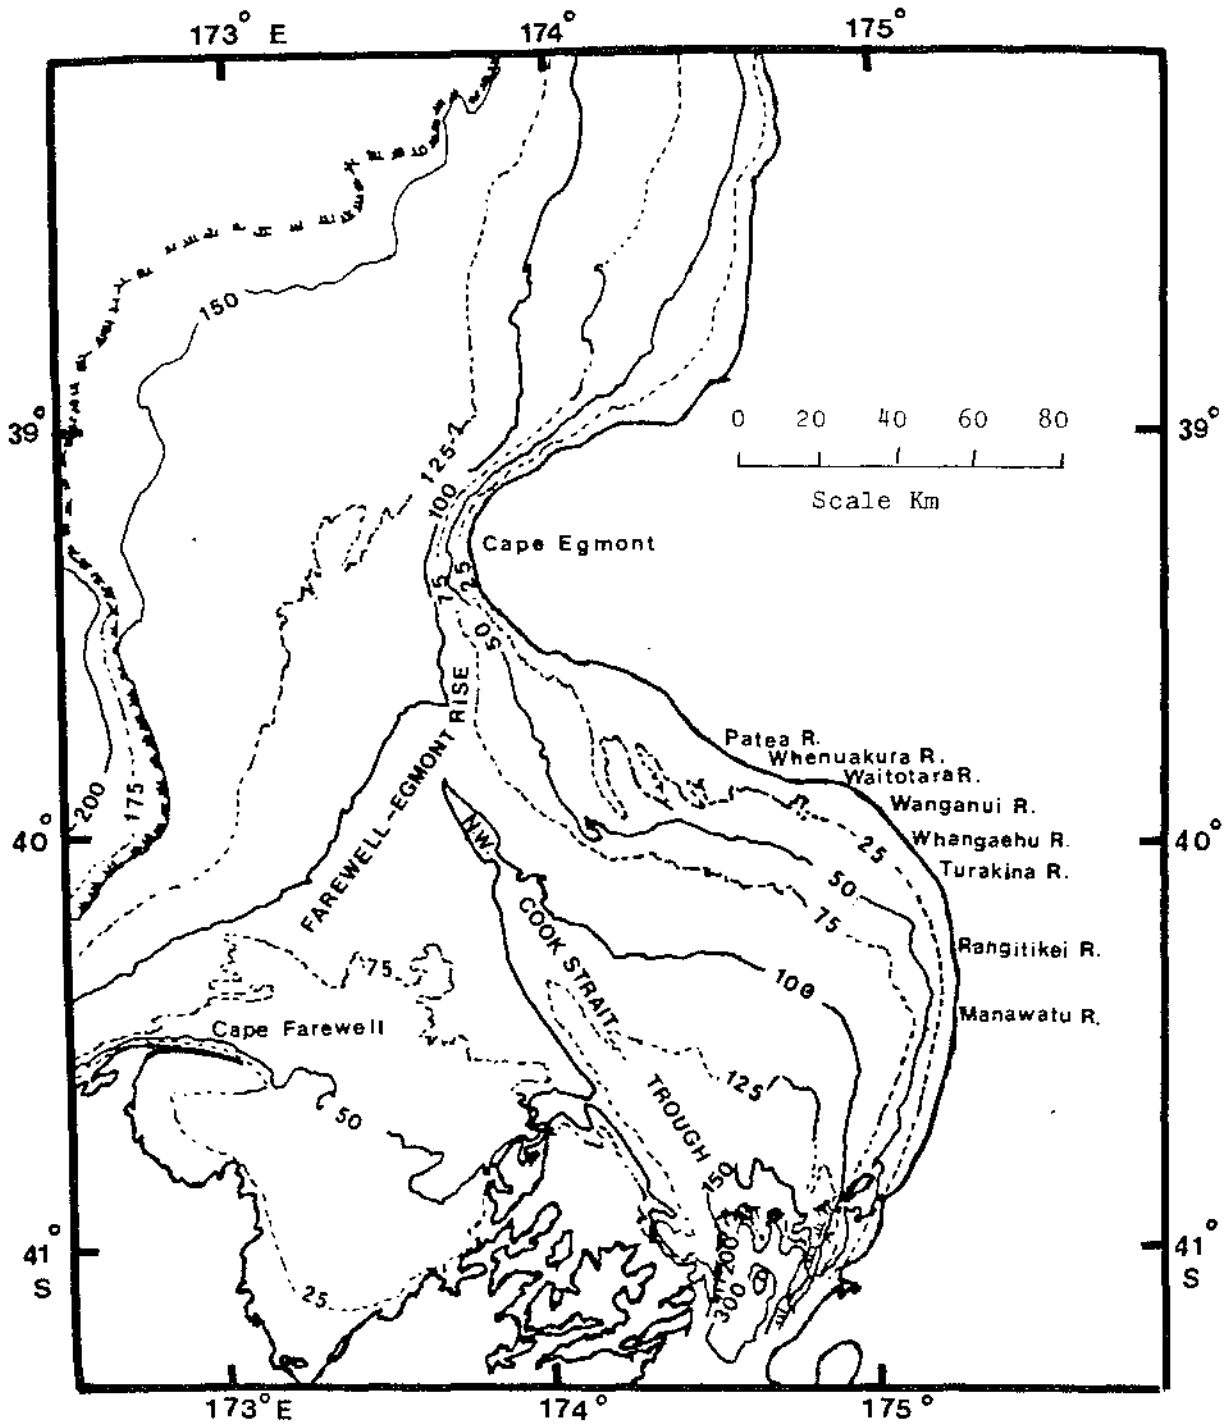 173° E 174° 175°
150
39° 39°
0 20 40 60 80
Scale Km
125
100
Cape Egmont
75 25
50
FAREWELL-EGMONT RISE
Patea R.
Whenuakura R.
Waitotara R.
Wanganui R.
Whangaehu R.
Turakina R.
Rangitikei R.
Manawatu R.
200 175
40° 40°
N.W.
25
50
75
COOK STRAIT TROUGH
75
100
Cape Farewell
125
50
150
200
300
41° S 41° S
25
173° E 174° 175°